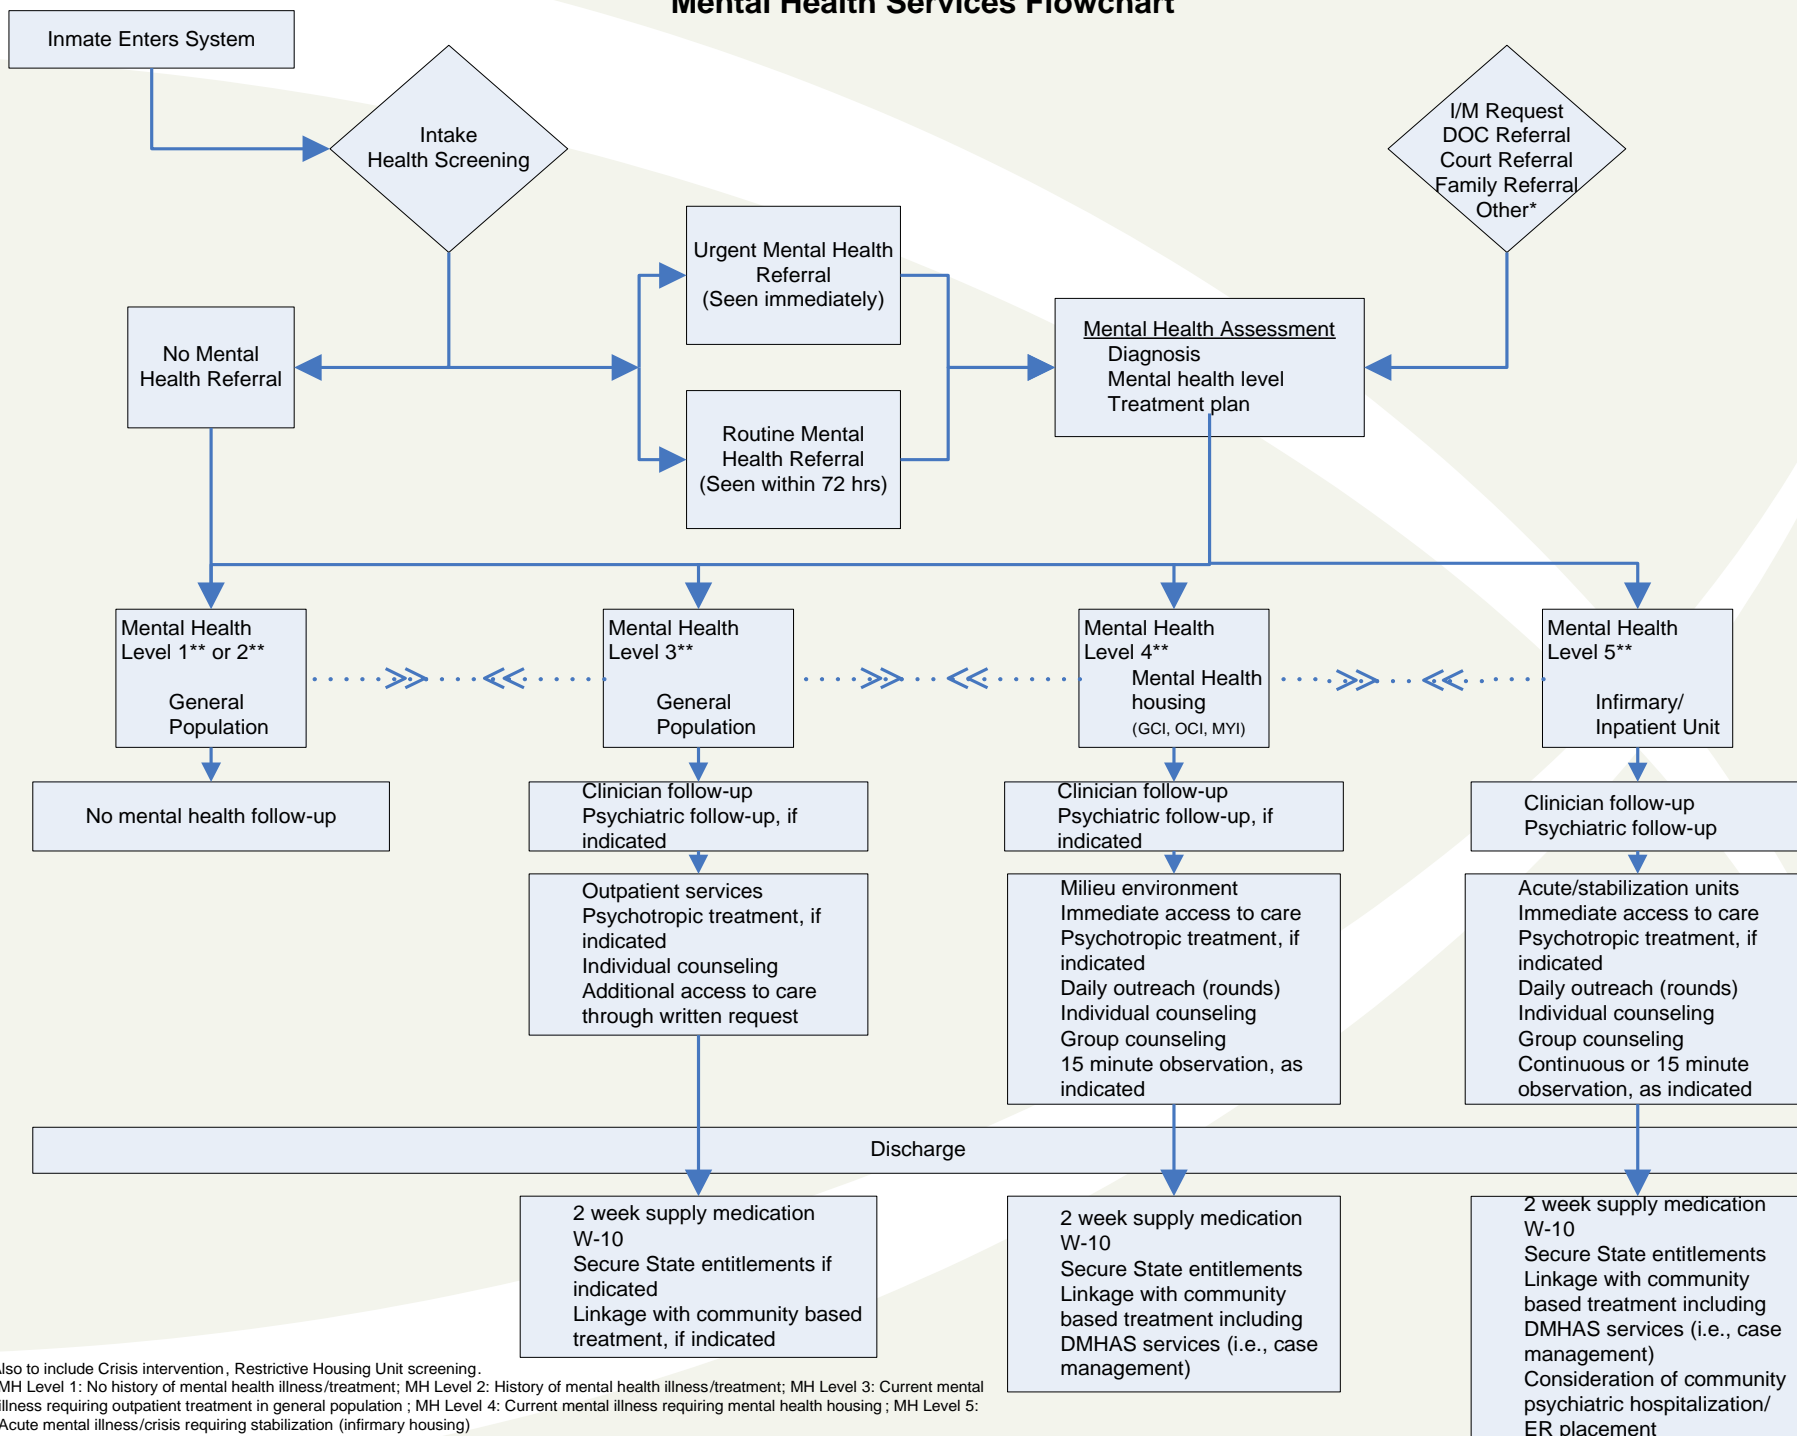 Mental Health Services Flowchart
Inmate Enters System
Intake
Health Screening
I/M Request
DOC Referral
Court Referral
Family Referral
Other*
Urgent Mental Health
Referral
(Seen immediately)
No Mental
Health Referral
Mental Health Assessment
Diagnosis
Mental health level
Treatment plan
Routine Mental
Health Referral
(Seen within 72 hrs)
Mental Health
Level 1** or 2**
General
Population
Mental Health
Level 3**
General
Population
Mental Health
Level 4**
Mental Health
housing
(GCI, OCI, MYI)
Mental Health
Level 5**
Infirmary/
Inpatient Unit
No mental health follow-up
Clinician follow-up
Psychiatric follow-up, if
indicated
Clinician follow-up
Psychiatric follow-up, if
indicated
Clinician follow-up
Psychiatric follow-up
Outpatient services
Psychotropic treatment, if
indicated
Individual counseling
Additional access to care
through written request
Milieu environment
Immediate access to care
Psychotropic treatment, if
indicated
Daily outreach (rounds)
Individual counseling
Group counseling
15 minute observation, as
indicated
Acute/stabilization units
Immediate access to care
Psychotropic treatment, if
indicated
Daily outreach (rounds)
Individual counseling
Group counseling
Continuous or 15 minute
observation, as indicated
Discharge
2 week supply medication
W-10
Secure State entitlements if
indicated
Linkage with community based
treatment, if indicated
2 week supply medication
W-10
Secure State entitlements
Linkage with community
based treatment including
DMHAS services (i.e., case
management)
2 week supply medication
W-10
Secure State entitlements
Linkage with community
based treatment including
DMHAS services (i.e., case
management)
Consideration of community
psychiatric hospitalization/
ER placement
Also to include Crisis intervention, Restrictive Housing Unit screening.
MH Level 1: No history of mental health illness/treatment; MH Level 2: History of mental health illness/treatment; MH Level 3: Current mental
illness requiring outpatient treatment in general population ; MH Level 4: Current mental illness requiring mental health housing ; MH Level 5:
Acute mental illness/crisis requiring stabilization (infirmary housing)